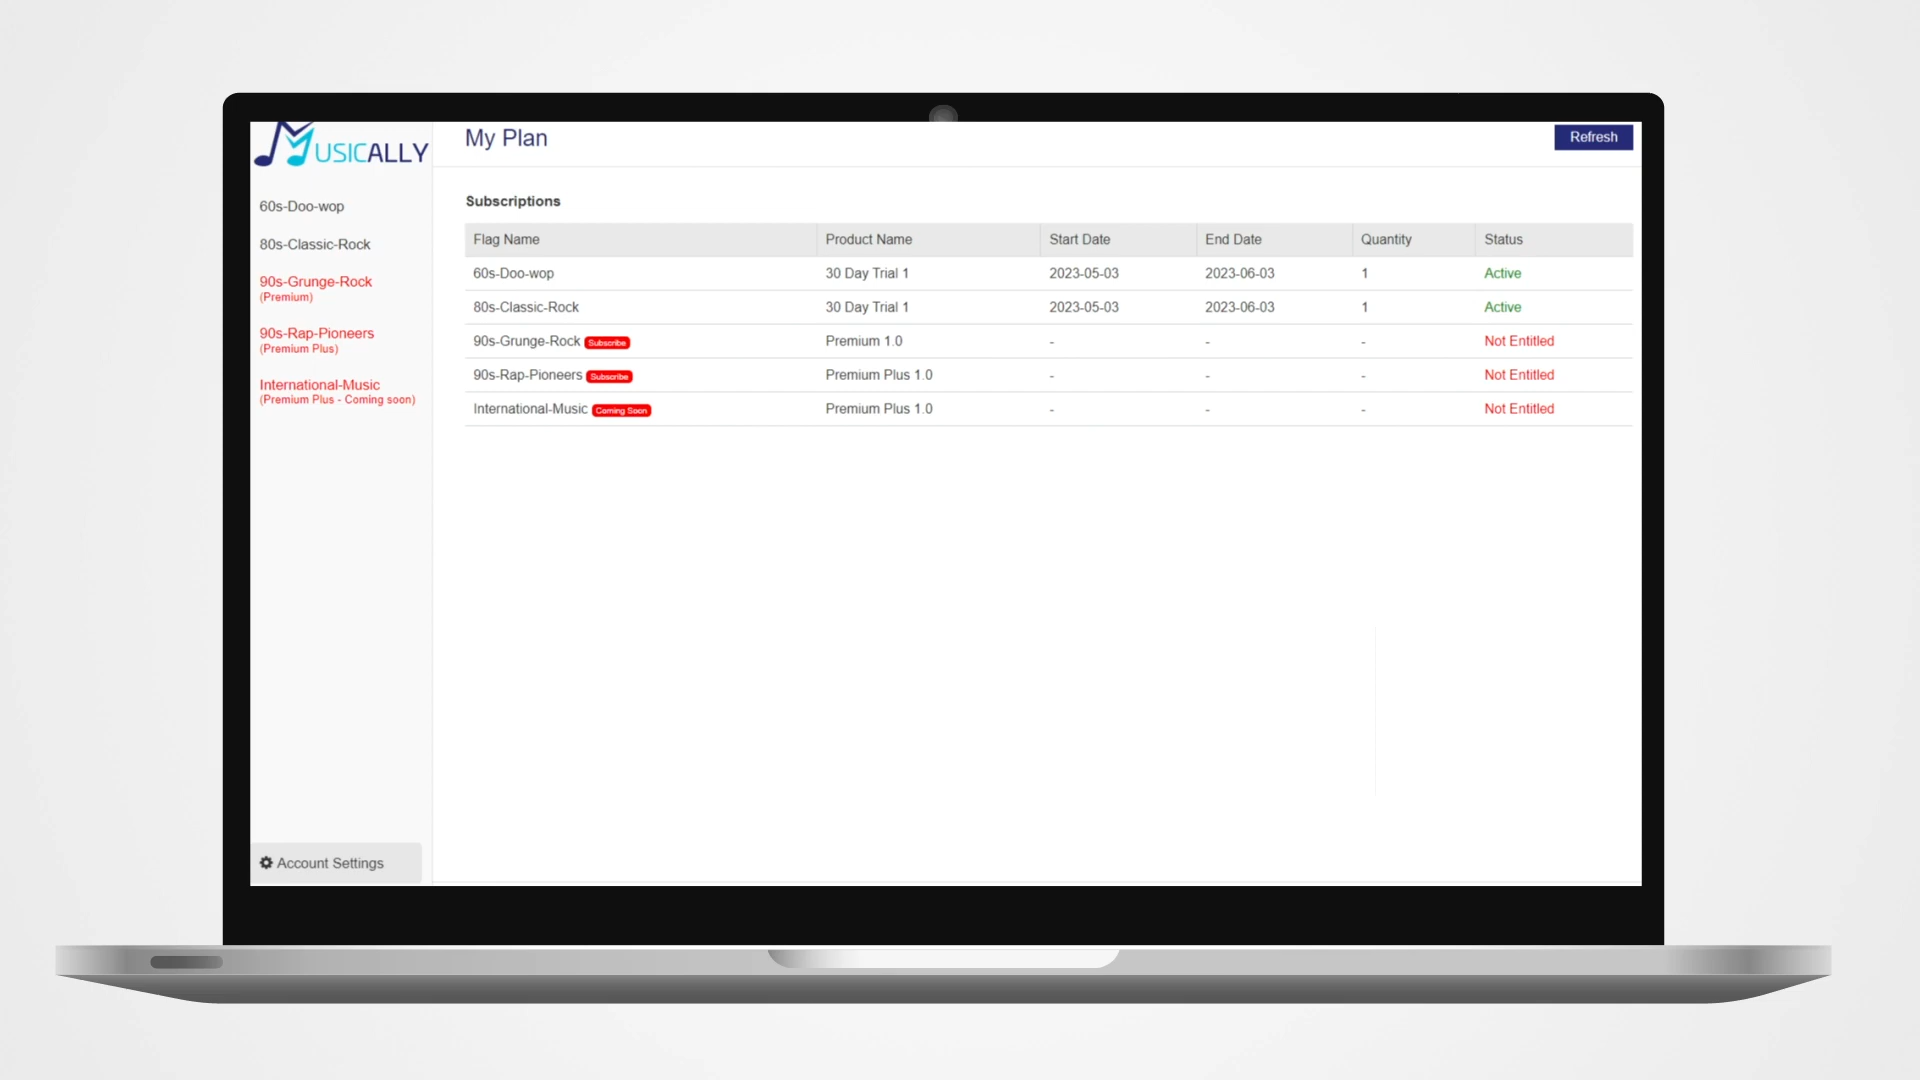 MUSICALLY
60s-Doo-wop
80s-Classic-Rock
90s-Grunge-Rock
(Premium)
90s-Rap-Pioneers
(Premium Plus)
International-Music
(Premium Plus - Coming soon)
Account Settings
My Plan
Refresh
Subscriptions
Flag Name Product Name Start Date End Date Quantity Status
60s-Doo-wop 30 Day Trial 1 2023-05-03 2023-06-03 1 Active
80s-Classic-Rock 30 Day Trial 1 2023-05-03 2023-06-03 1 Active
90s-Grunge-Rock Subscribe Premium 1.0 - - - Not Entitled
90s-Rap-Pioneers Subscribe Premium Plus 1.0 - - - Not Entitled
International-Music Coming Soon Premium Plus 1.0 - - - Not Entitled